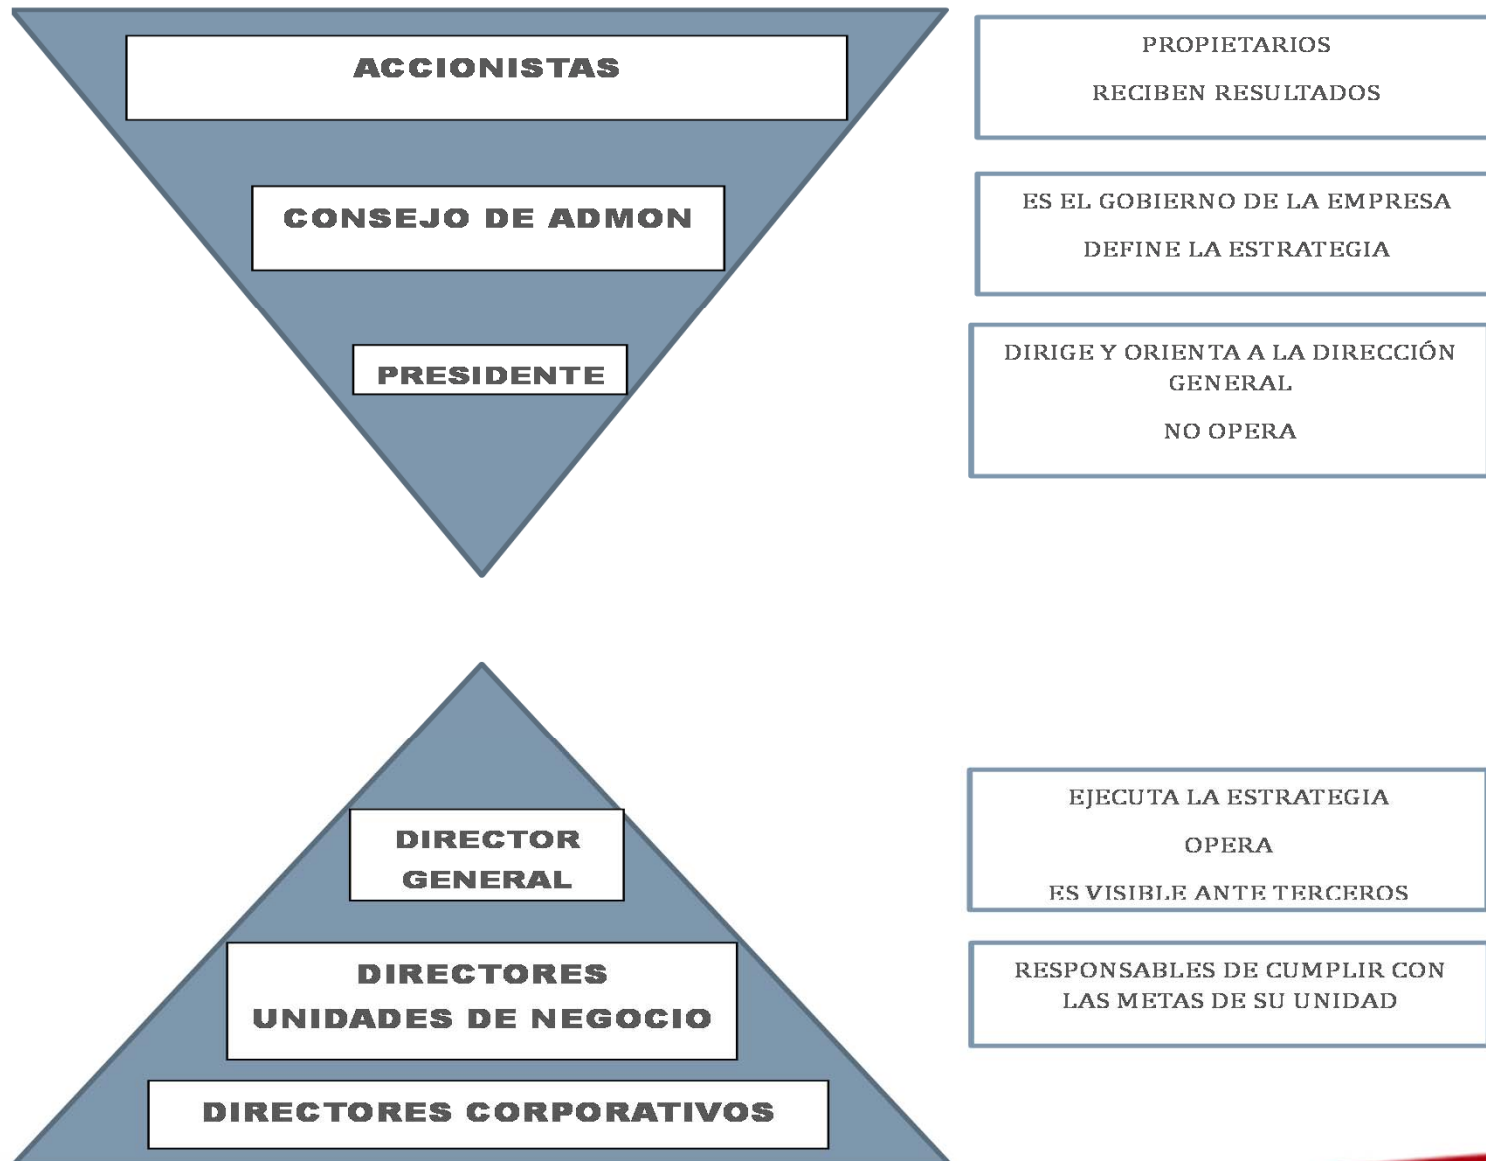 ACCIONISTAS
PROPIETARIOS
RECIBEN RESULTADOS
CONSEJO DE ADMON
ES EL GOBIERNO DE LA EMPRESA
DEFINE LA ESTRATEGIA
PRESIDENTE
DIRIGE Y ORIENTA A LA DIRECCIÓN
GENERAL
NO OPERA
DIRECTOR
GENERAL
EJECUTA LA ESTRATEGIA
OPERA
ES VISIBLE ANTE TERCEROS
DIRECTORES
UNIDADES DE NEGOCIO
RESPONSABLES DE CUMPLIR CON
LAS METAS DE SU UNIDAD
DIRECTORES CORPORATIVOS